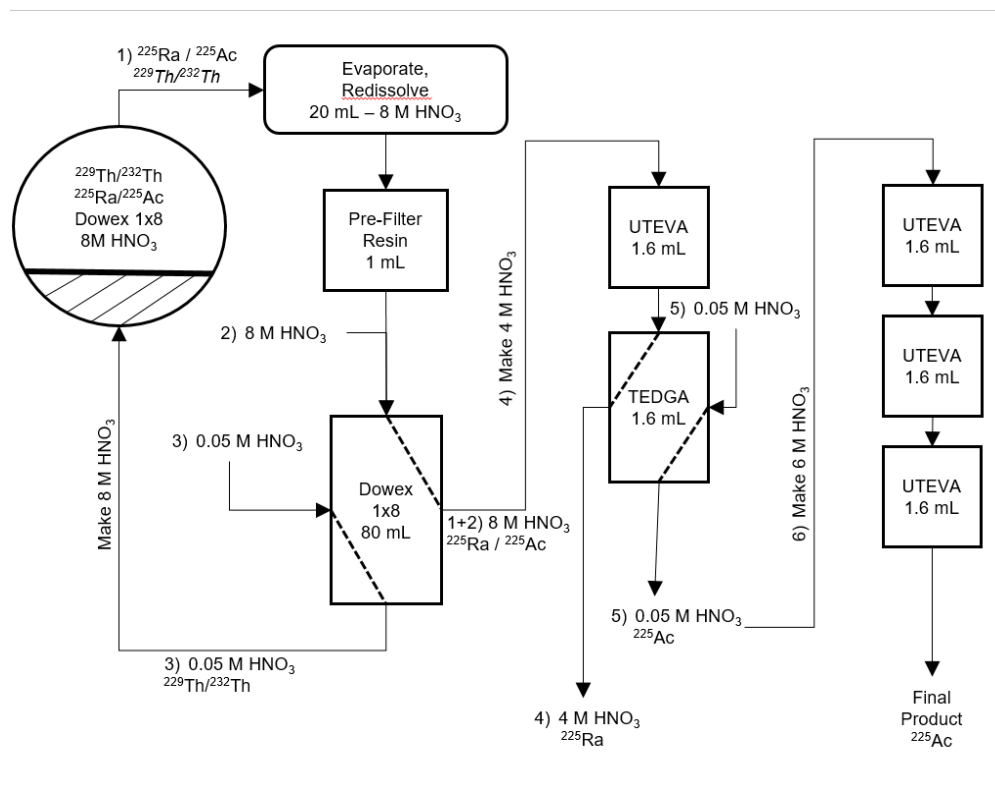 1) ²²⁵Ra / ²²⁵Ac
²²⁹Th/²³²Th
Evaporate,
Redissolve
20 mL – 8 M HNO₃
²²⁹Th/²³²Th
²²⁵Ra/²²⁵Ac
Dowex 1x8
8M HNO₃
Pre-Filter
Resin
1 mL
2) 8 M HNO₃
3) 0.05 M HNO₃
Make 8 M HNO₃
Dowex
1x8
80 mL
1+2) 8 M HNO₃
²²⁵Ra / ²²⁵Ac
3) 0.05 M HNO₃
²²⁹Th/²³²Th
4) Make 4 M HNO₃
UTEVA
1.6 mL
5) 0.05 M HNO₃
TEDGA
1.6 mL
5) 0.05 M HNO₃
²²⁵Ac
4) 4 M HNO₃
²²⁵Ra
6) Make 6 M HNO₃
UTEVA
1.6 mL
UTEVA
1.6 mL
UTEVA
1.6 mL
Final
Product
²²⁵Ac